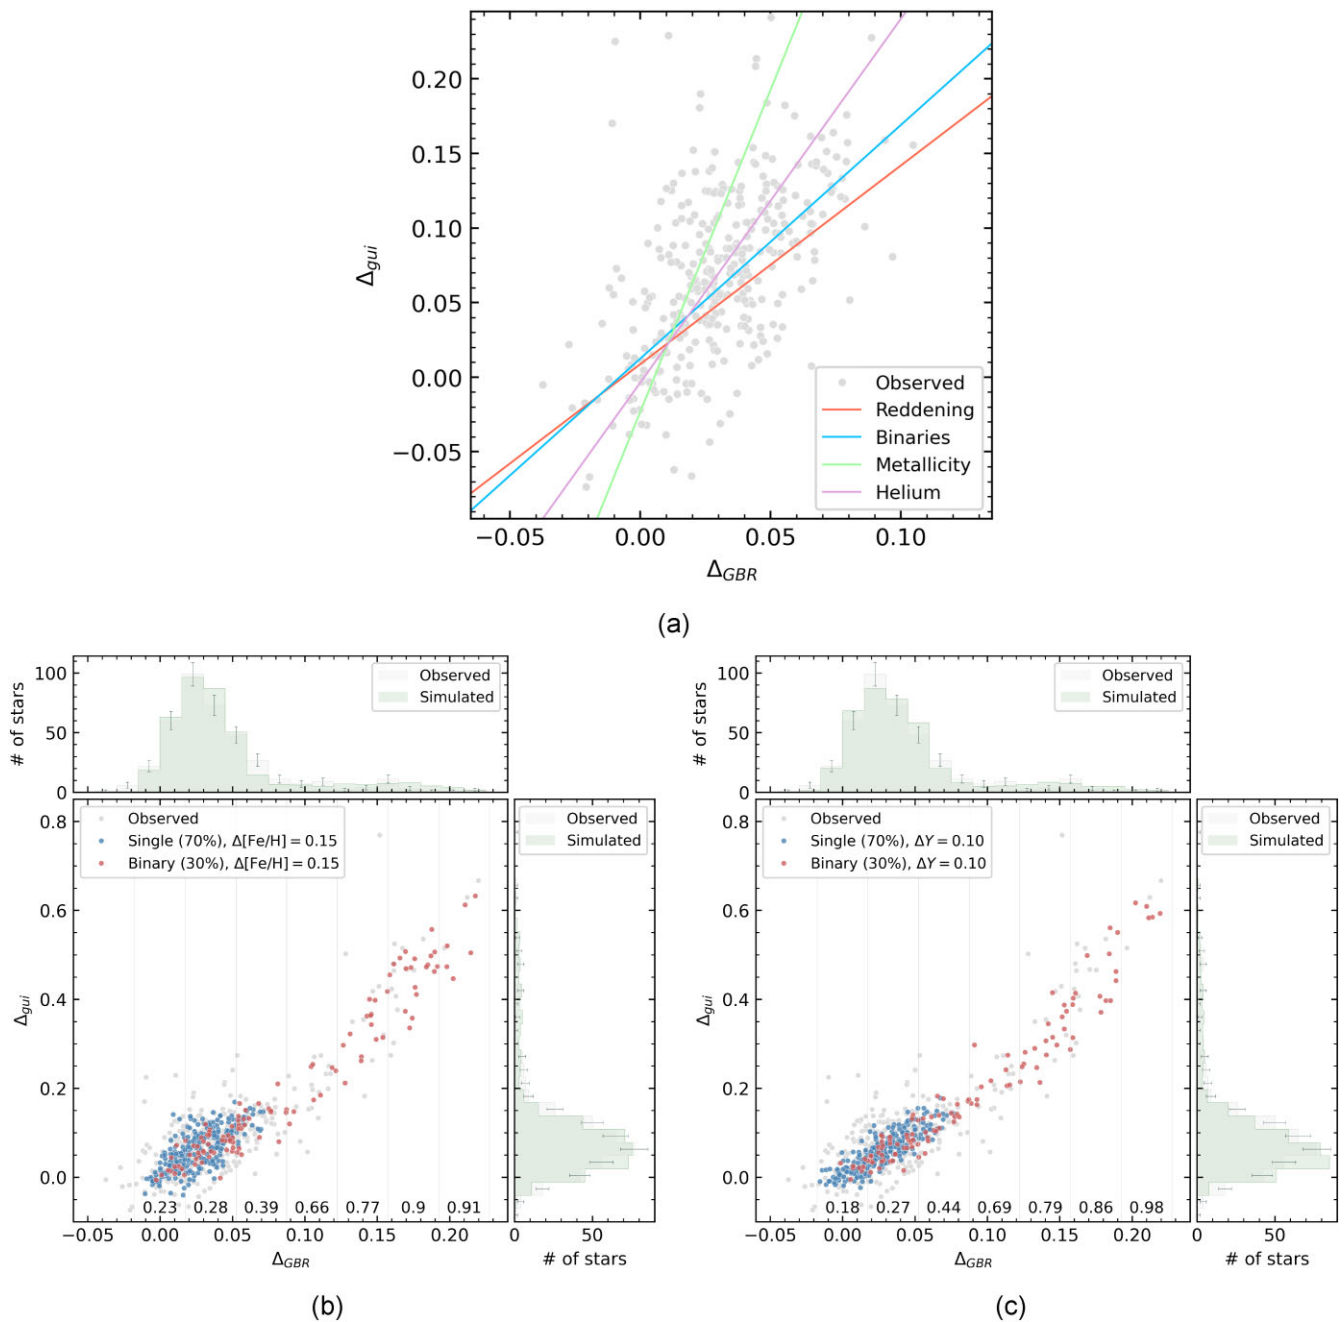 0.20
0.15
0.10
0.05
0.00
−0.05
Δgui
Observed
Reddening
Binaries
Metallicity
Helium
−0.05 0.00 0.05 0.10
ΔGBR
(a)
100
50
0
# of stars
Observed
Simulated
0.8
0.6
0.4
0.2
0.0
Δgui
Observed
Single (70%), Δ[Fe/H] = 0.15
Binary (30%), Δ[Fe/H] = 0.15
0.23 0.28 0.39 0.66 0.77 0.9 0.91
−0.05 0.00 0.05 0.10 0.15 0.20
ΔGBR
Observed
Simulated
0 50
# of stars
(b)
100
50
0
# of stars
Observed
Simulated
0.8
0.6
0.4
0.2
0.0
Δgui
Observed
Single (70%), ΔY = 0.10
Binary (30%), ΔY = 0.10
0.18 0.27 0.44 0.69 0.79 0.86 0.98
−0.05 0.00 0.05 0.10 0.15 0.20
ΔGBR
Observed
Simulated
0 50
# of stars
(c)